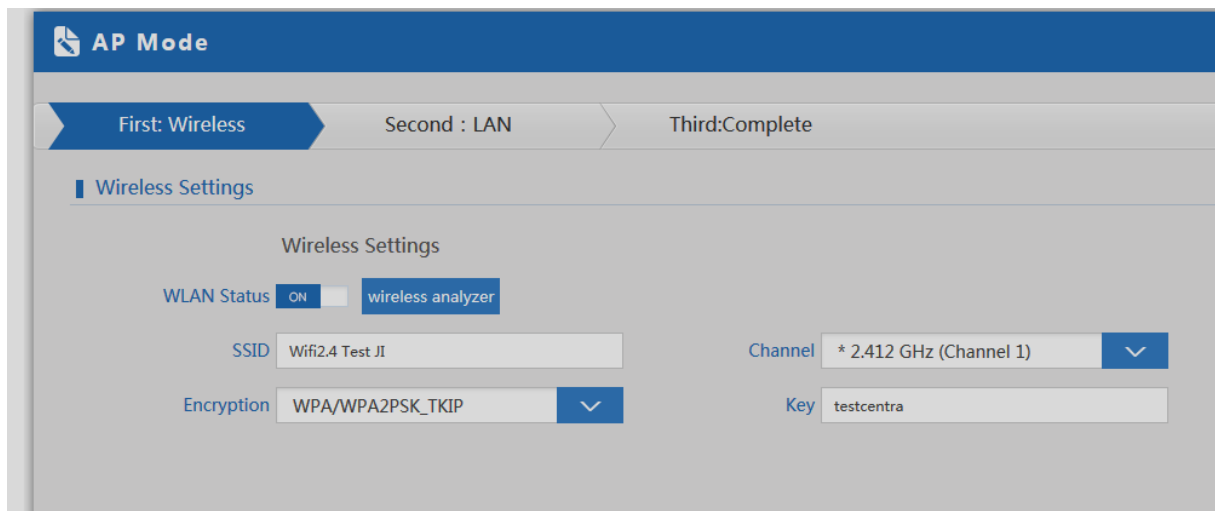 AP Mode
First: Wireless Second : LAN Third:Complete
Wireless Settings
Wireless Settings
WLAN Status ON wireless analyzer
SSID Wifi2.4 Test JI Channel * 2.412 GHz (Channel 1)
Encryption WPA/WPA2PSK_TKIP Key testcentra